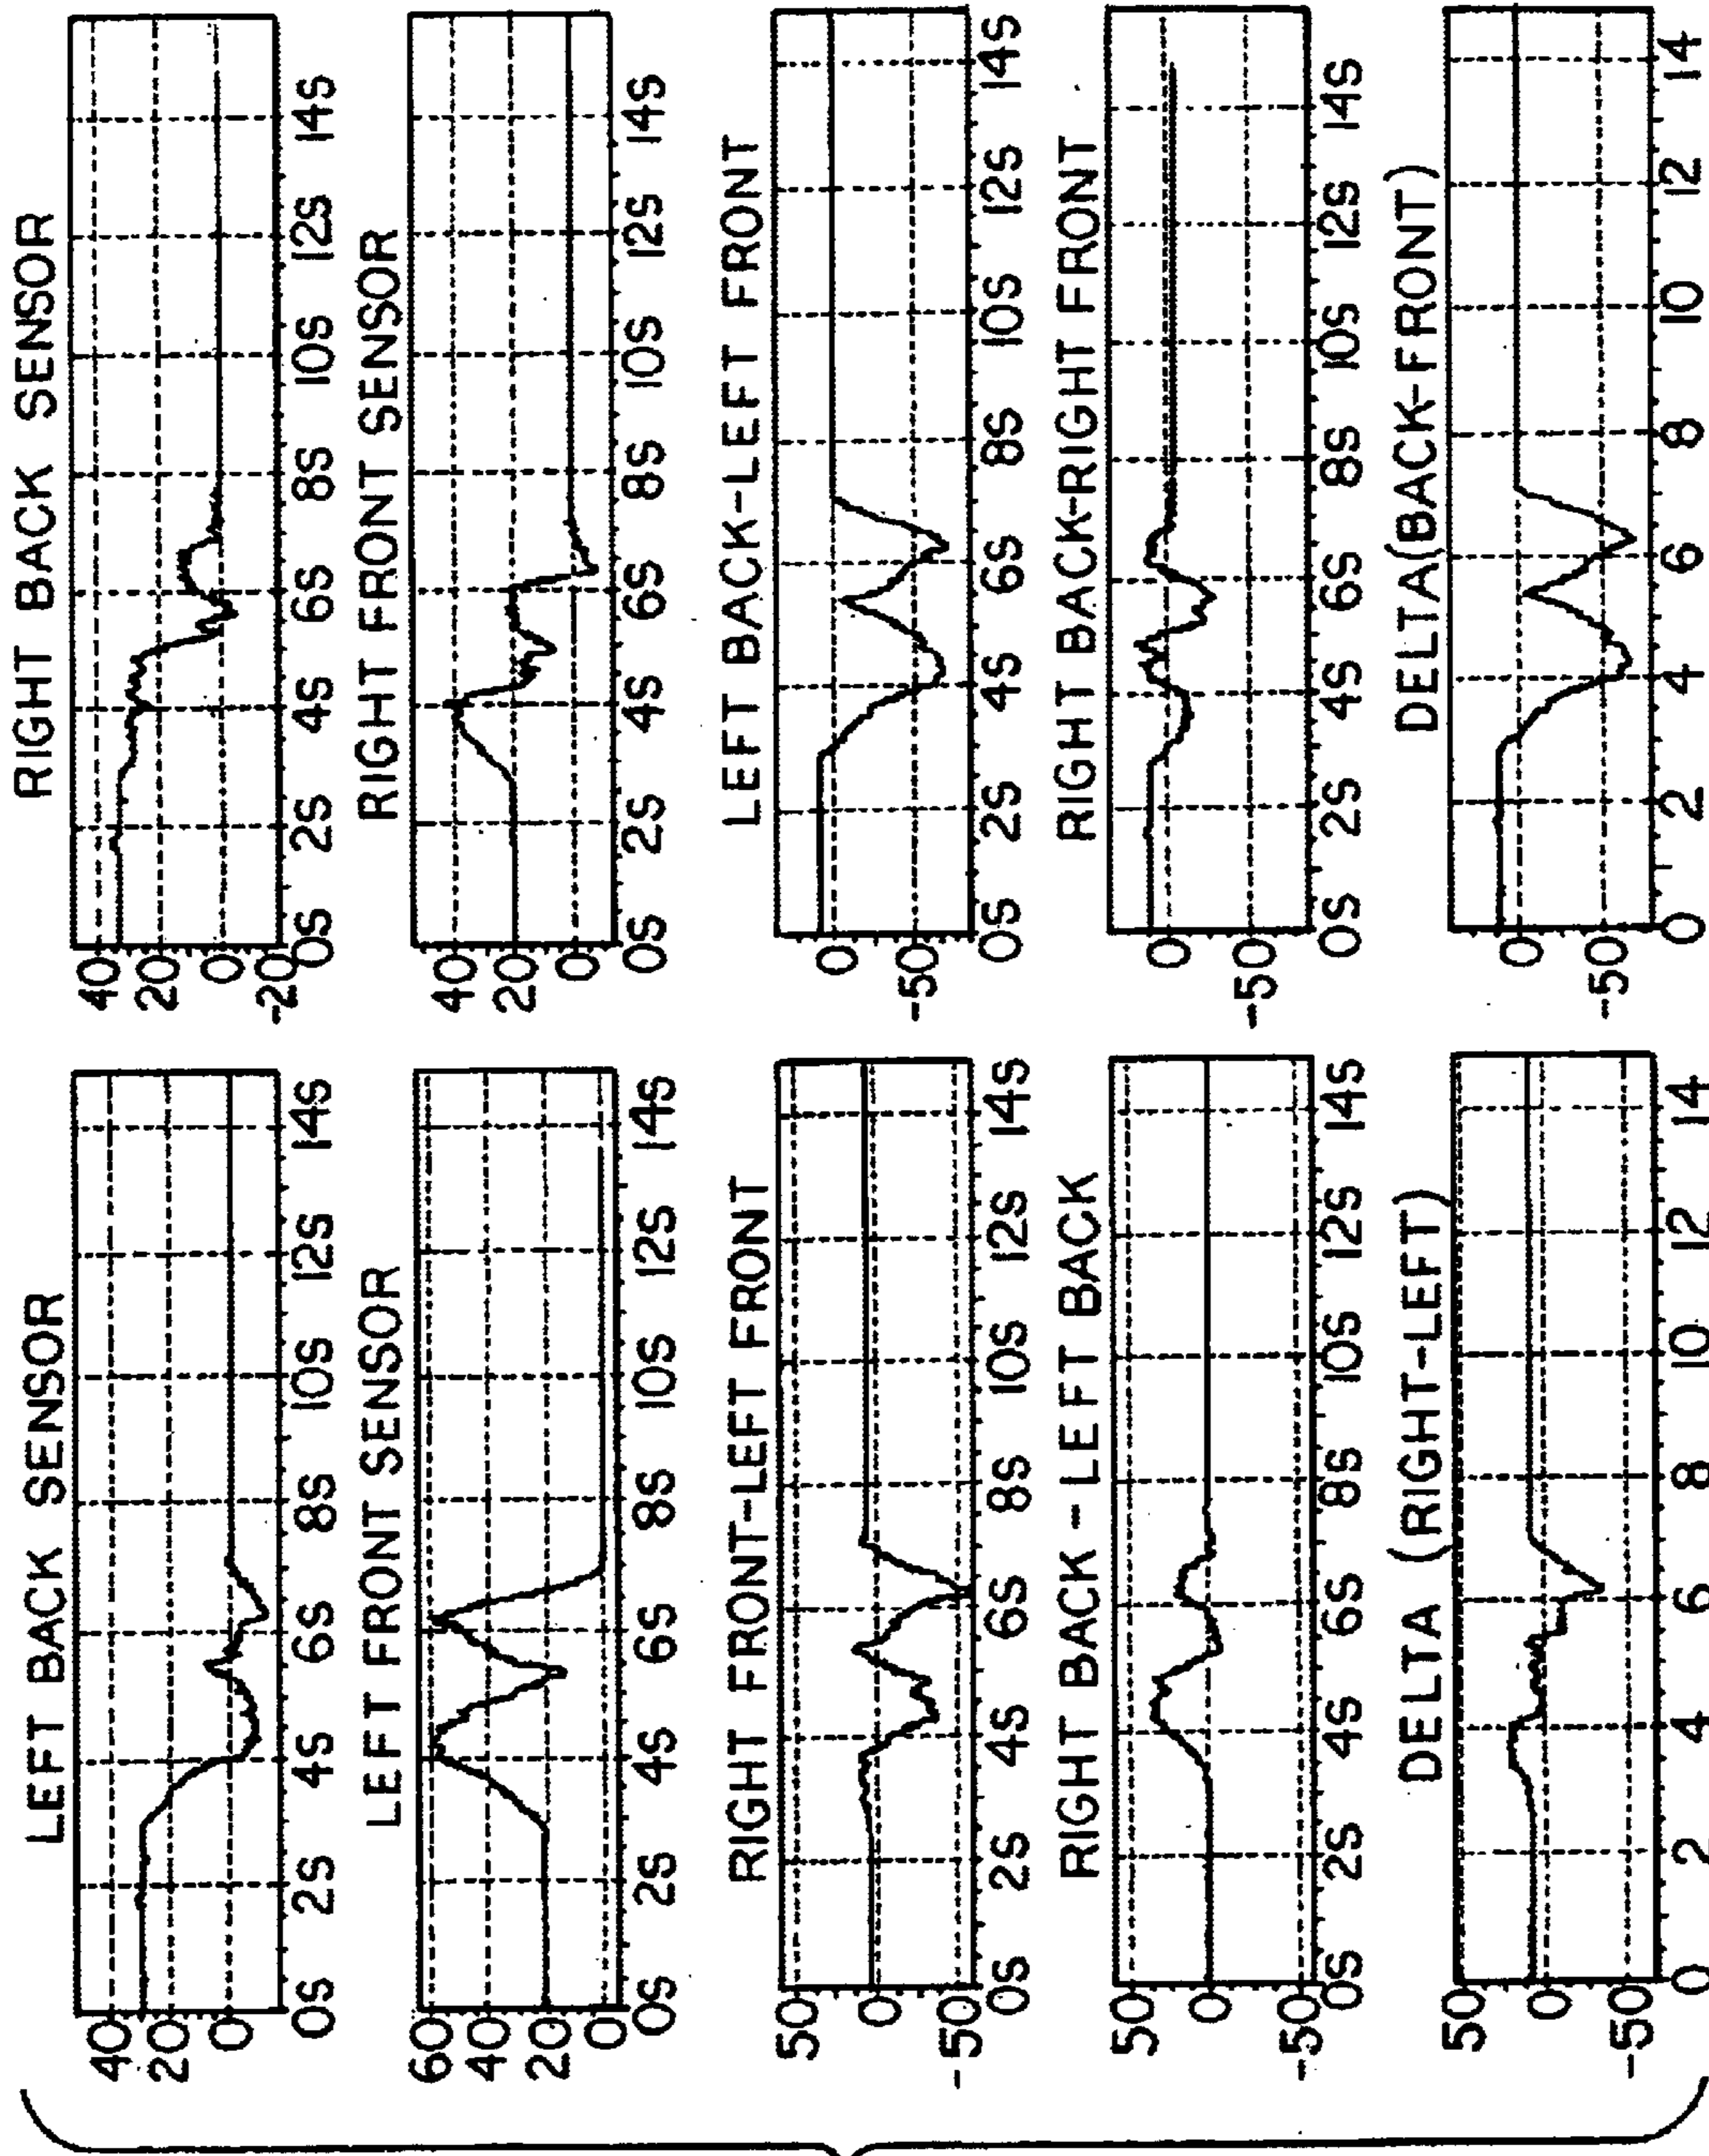 LEFT BACK SENSOR
40
20
0
0S 2S 4S 6S 8S 10S 12S 14S
RIGHT BACK SENSOR
40
20
0
-20
0S 2S 4S 6S 8S 10S 12S 14S
LEFT FRONT SENSOR
60
40
20
0
0S 2S 4S 6S 8S 10S 12S 14S
RIGHT FRONT SENSOR
40
20
0
0S 2S 4S 6S 8S 10S 12S 14S
RIGHT FRONT-LEFT FRONT
50
0
-50
0S 2S 4S 6S 8S 10S 12S 14S
LEFT BACK-LEFT FRONT
0
-50
0S 2S 4S 6S 8S 10S 12S 14S
RIGHT BACK - LEFT BACK
50
0
-50
0S 2S 4S 6S 8S 10S 12S 14S
RIGHT BACK-RIGHT FRONT
0
-50
0S 2S 4S 6S 8S 10S 12S 14S
DELTA (RIGHT-LEFT)
50
0
-50
0 2 4 6 8 10 12 14
DELTA(BACK-FRONT)
0
-50
0 2 4 6 8 10 12 14